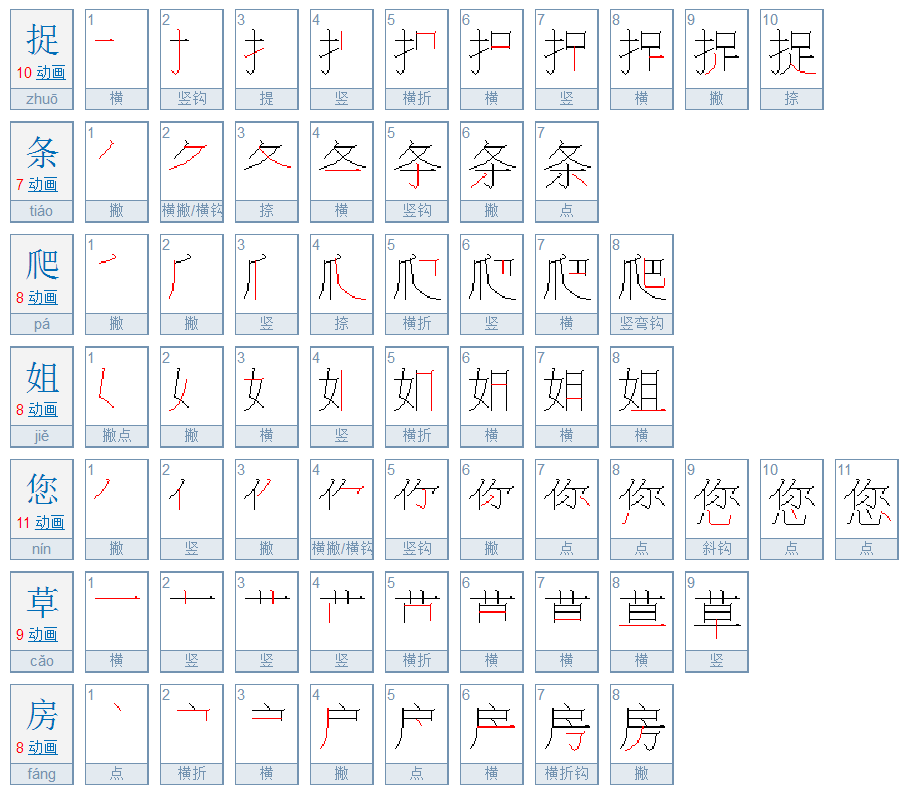 捉 1 2 3 4 5 6 7 8 9 10
10 动画
zhuō 横 竖钩 提 竖 横折 横 竖 横 撇 捺
条 1 2 3 4 5 6 7
7 动画
tiáo 撇 横撇/横钩 捺 横 竖钩 撇 点
爬 1 2 3 4 5 6 7 8
8 动画
pá 撇 撇 竖 捺 横折 竖 横 竖弯钩
姐 1 2 3 4 5 6 7 8
8 动画
jiě 撇点 撇 横 竖 横折 横 横 横
您 1 2 3 4 5 6 7 8 9 10 11
11 动画
nín 撇 竖 撇 横撇/横钩 竖钩 撇 点 点 斜钩 点 点
草 1 2 3 4 5 6 7 8 9
9 动画
cǎo 横 竖 竖 竖 横折 横 横 横 竖
房 1 2 3 4 5 6 7 8
8 动画
fáng 点 横折 横 撇 点 横 横折钩 撇